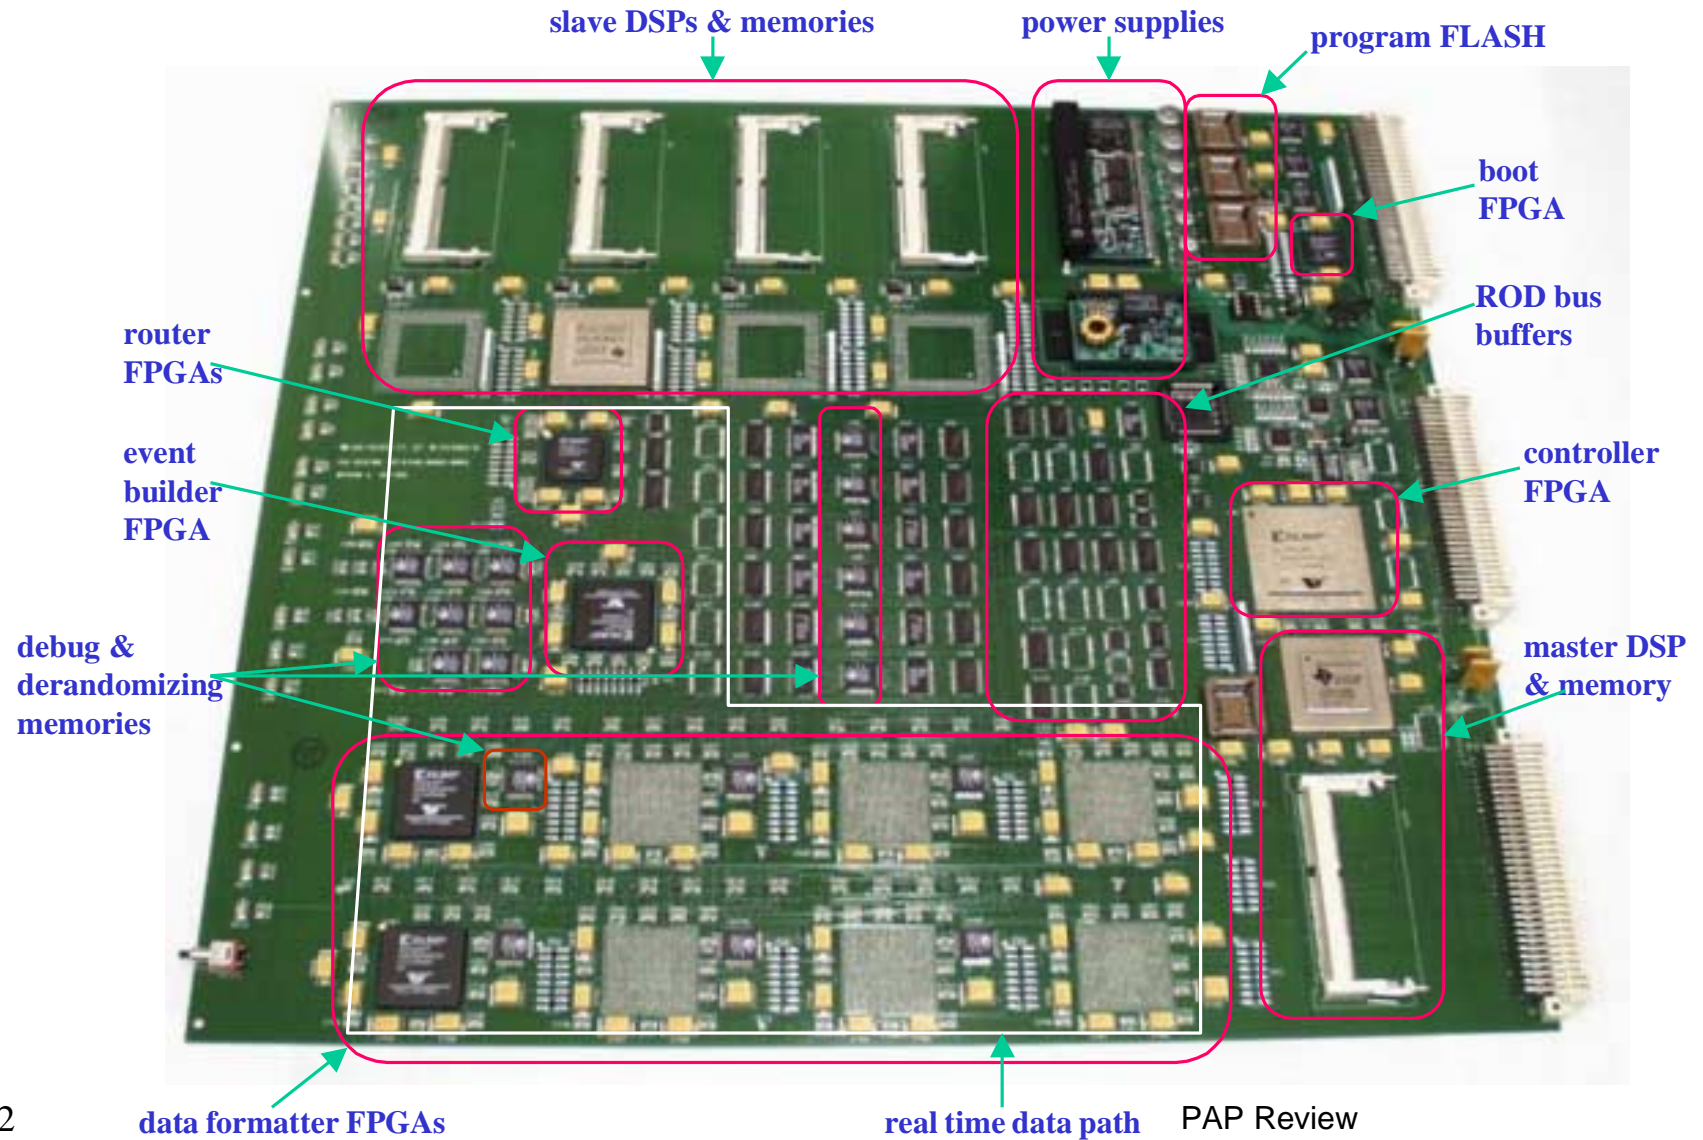 slave DSPs & memories
power supplies
program FLASH
boot
FPGA
ROD bus
buffers
router
FPGAs
event
builder
FPGA
controller
FPGA
debug &
derandomizing
memories
master DSP
& memory
data formatter FPGAs
real time data path
PAP Review
2